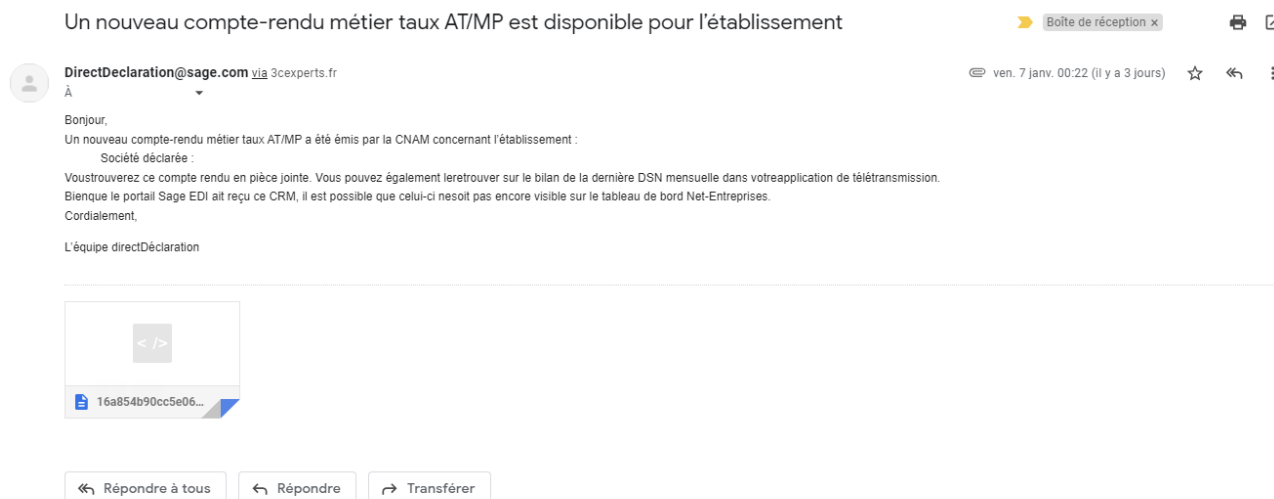 Un nouveau compte-rendu métier taux AT/MP est disponible pour l'établissement
Boîte de réception ×
DirectDeclaration@sage.com via 3cexperts.fr
ven. 7 janv. 00:22 (il y a 3 jours)
À
Bonjour,
Un nouveau compte-rendu métier taux AT/MP a été émis par la CNAM concernant l'établissement :
Société déclarée :
Voustrouverez ce compte rendu en pièce jointe. Vous pouvez également leretrouver sur le bilan de la dernière DSN mensuelle dans votreapplication de télétransmission.
Bienque le portail Sage EDI ait reçu ce CRM, il est possible que celui-ci nesoit pas encore visible sur le tableau de bord Net-Entreprises.
Cordialement,
L'équipe directDéclaration
< />
16a854b90cc5e06...
Répondre à tous
Répondre
Transférer